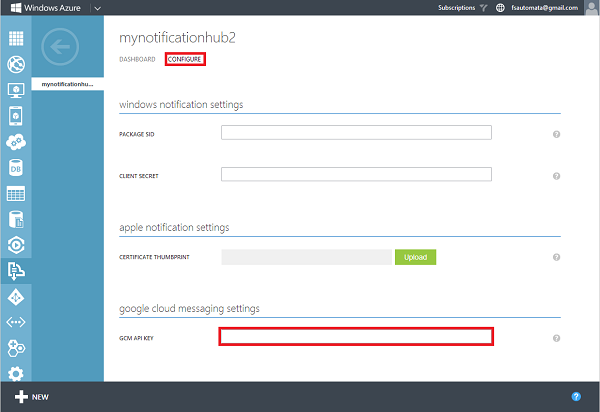 Windows Azure
Subscriptions
fsautomata@gmail.com
mynotificationhu...
mynotificationhub2
DASHBOARD CONFIGURE
windows notification settings
PACKAGE SID
?
CLIENT SECRET
?
apple notification settings
CERTIFICATE THUMBPRINT
Upload
?
google cloud messaging settings
GCM API KEY
?
DB
NEW
?